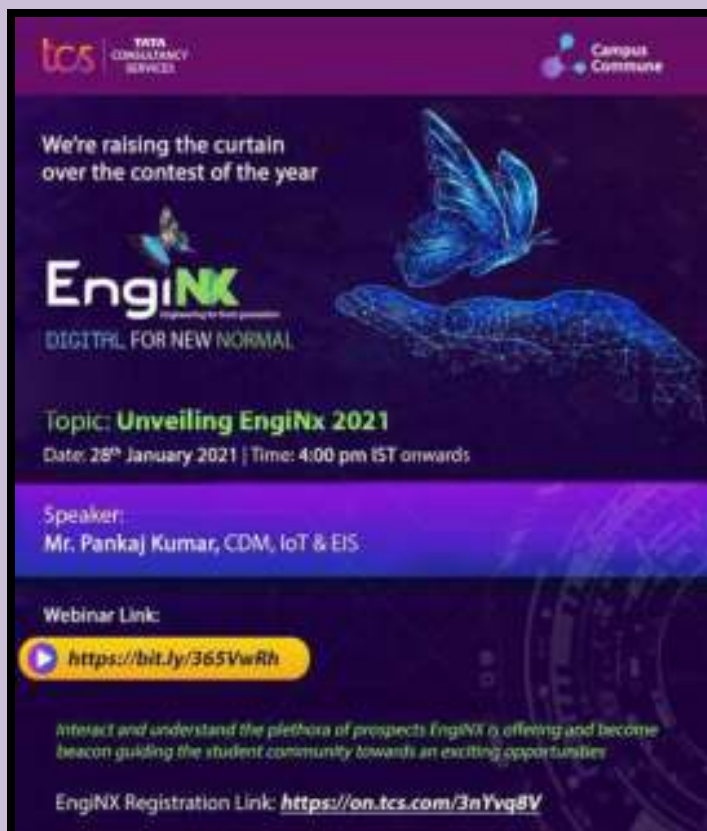 tcs
TATA
CONSULTANCY
SERVICES
Campus
Commune
We're raising the curtain
over the contest of the year
EngiNX
DIGITAL FOR NEW NORMAL
Topic: Unveiling EngiNx 2021
Date: 28th January 2021 | Time: 4:00 pm IST onwards
Speaker:
Mr. Pankaj Kumar, CDM, IoT & EIS
Webinar Link:
https://bit.ly/365VwRh
Interact and understand the plethora of prospects EngiNX is offering and become
beacon guiding the student community towards an exciting opportunities
EngiNX Registration Link: https://on.tcs.com/3nYvq8V